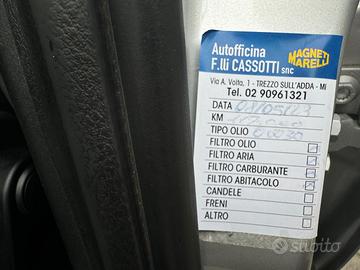 Autofficina
F.lli CASSOTTI snc
MAGNETI
MARELLI
Via A. Volta, 1 - TREZZO SULL'ADDA - MI
Tel. 02 90961321
DATA
KM
TIPO OLIO
FILTRO OLIO
FILTRO ARIA
FILTRO CARBURANTE
FILTRO ABITACOLO
CANDELE
FRENI
ALTRO
subito